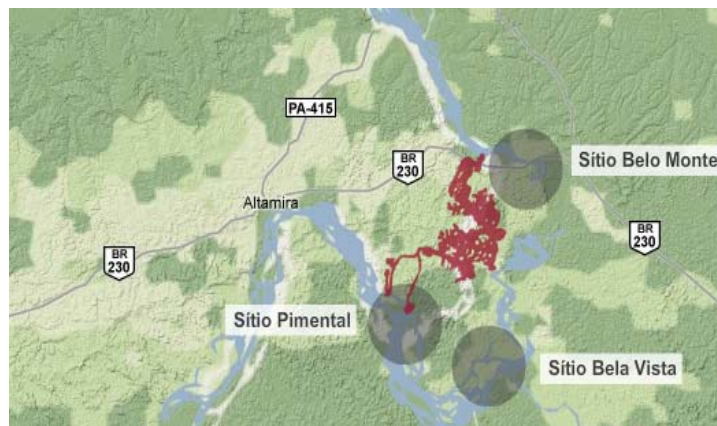 PA-415
Sítio Belo Monte
BR
230
Altamira
BR
230
BR
230
Sítio Pimental
Sítio Bela Vista